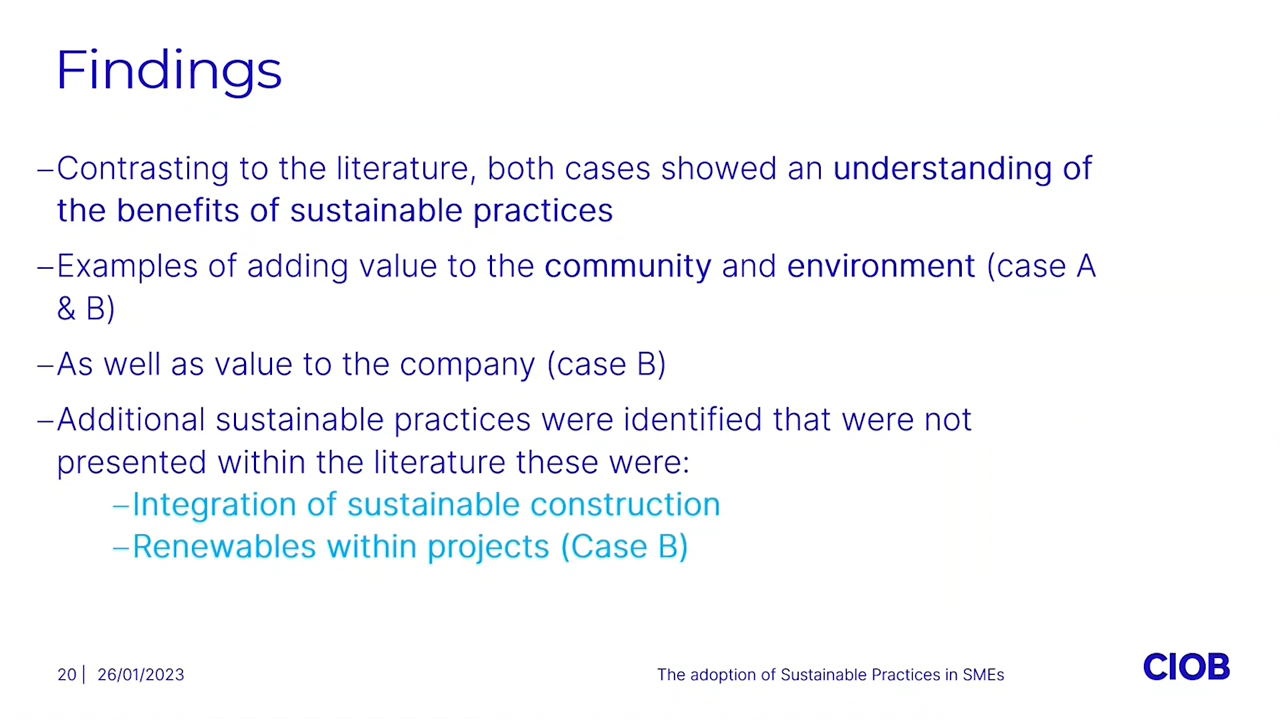 Findings
–Contrasting to the literature, both cases showed an understanding of
the benefits of sustainable practices
–Examples of adding value to the community and environment (case A
& B)
–As well as value to the company (case B)
–Additional sustainable practices were identified that were not
presented within the literature these were:
–Integration of sustainable construction
–Renewables within projects (Case B)
20 | 26/01/2023
The adoption of Sustainable Practices in SMEs
CIOB